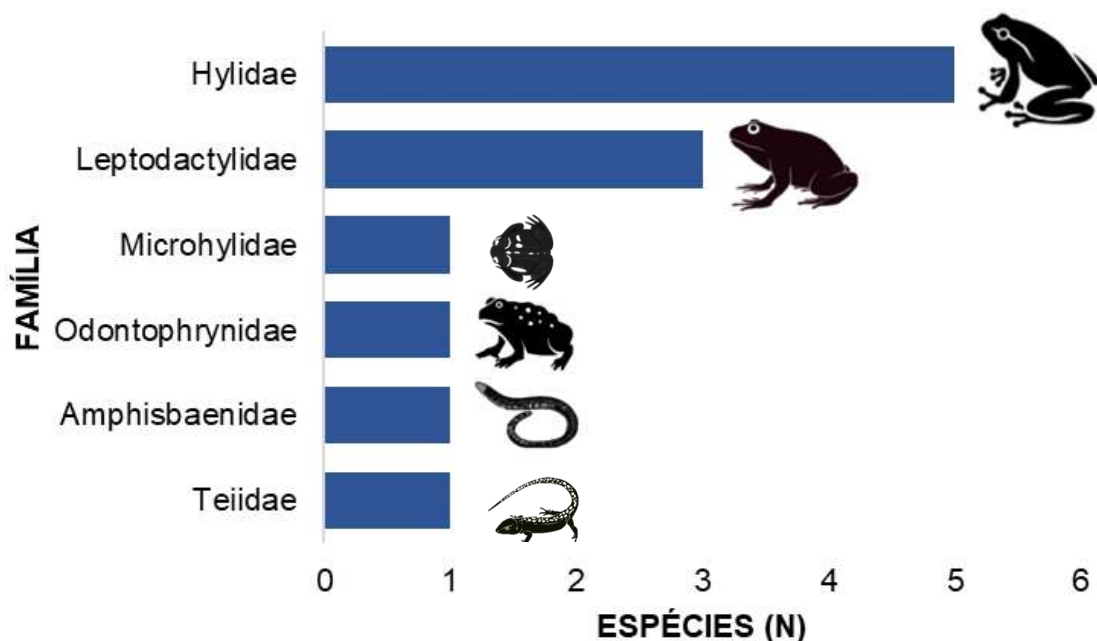 FAMÍLIA
Hylidae
Leptodactylidae
Microhylidae
Odontophrynidae
Amphisbaenidae
Teiidae
0 1 2 3 4 5 6
ESPÉCIES (N)